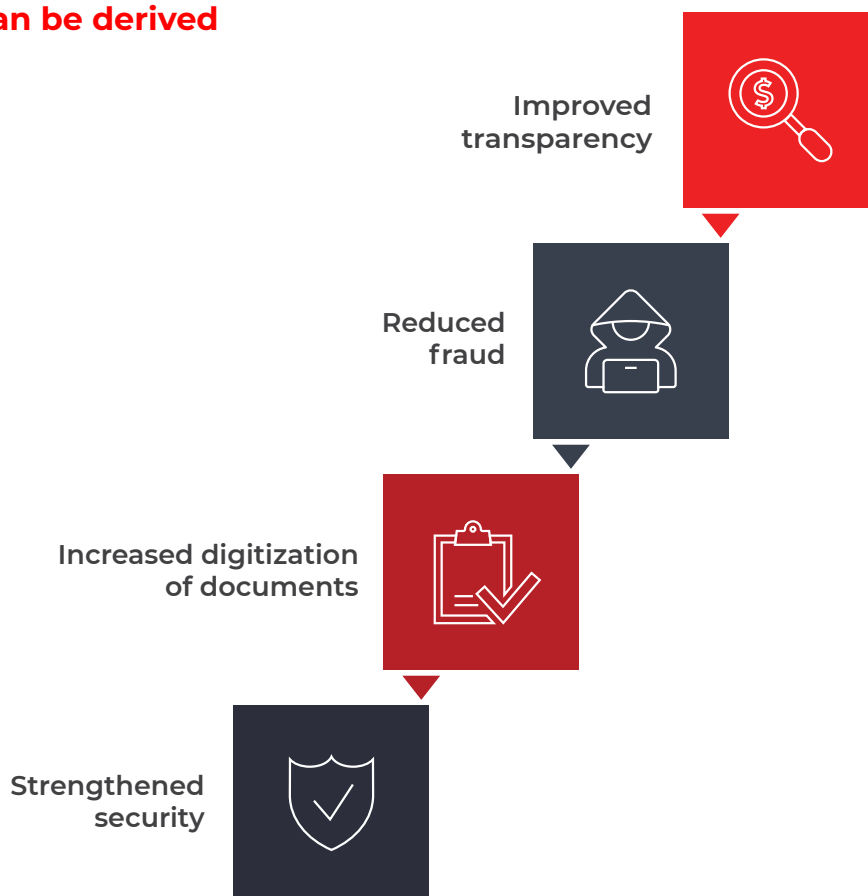 an be derived
Improved
transparency
$
Reduced
fraud
Increased digitization
of documents
Strengthened
security